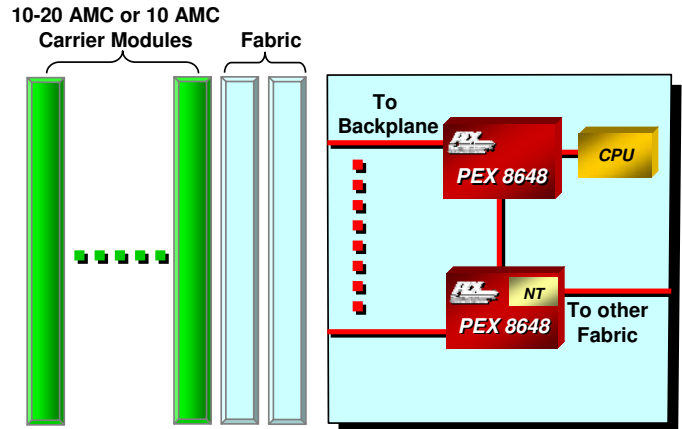 10-20 AMC or 10 AMC
Carrier Modules
Fabric
To
Backplane
PEX
PEX 8648
CPU
PEX
NT
PEX 8648
To other
Fabric